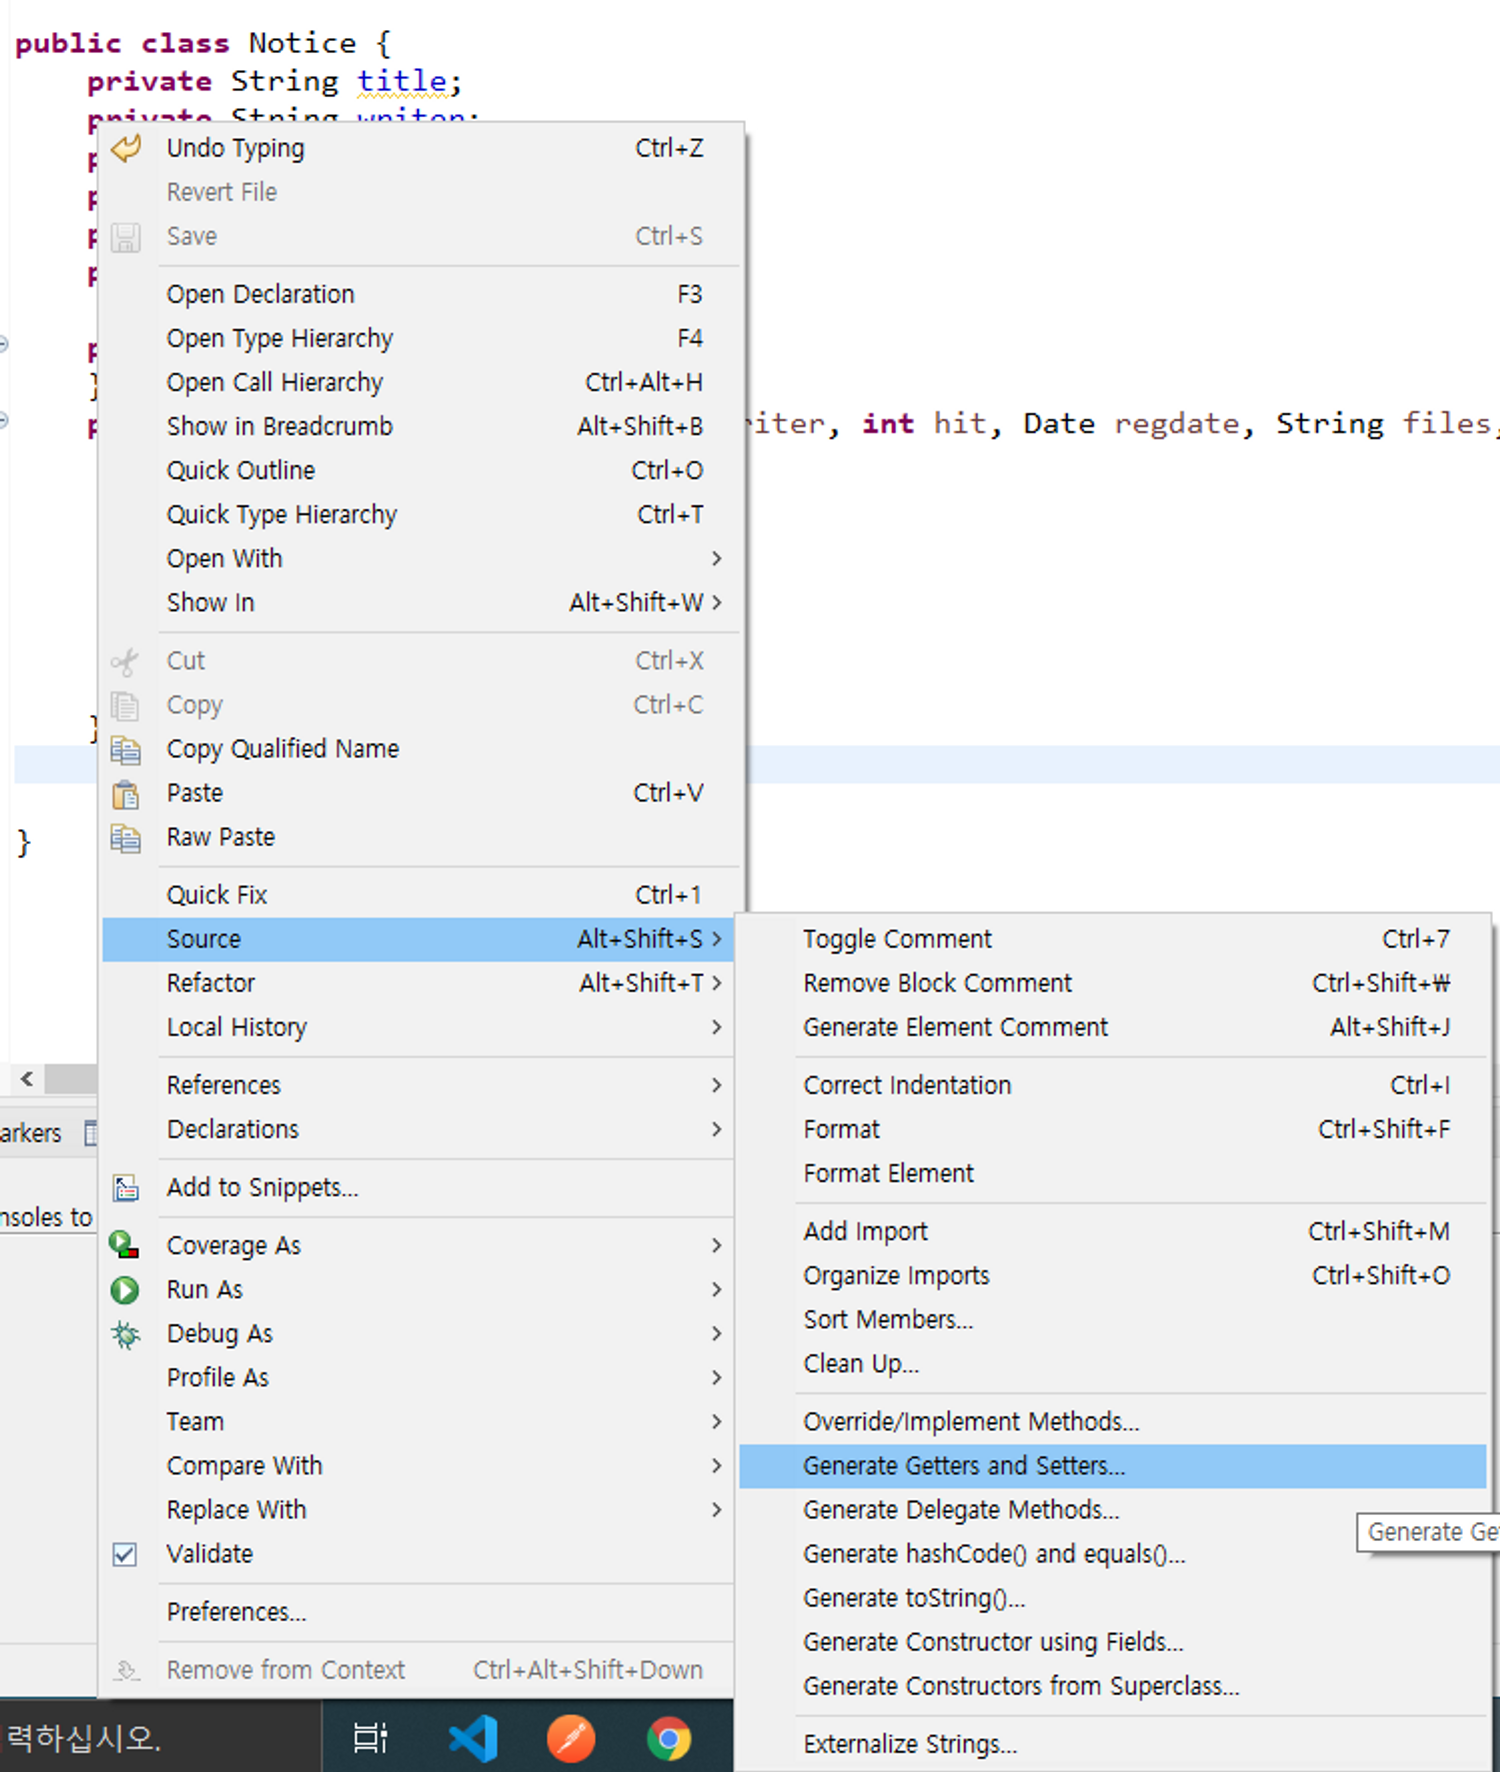 public class Notice {
private String title;
private String writer;
Undo Typing Ctrl+Z
Revert File
Save Ctrl+S
Open Declaration F3
Open Type Hierarchy F4
Open Call Hierarchy Ctrl+Alt+H
Show in Breadcrumb Alt+Shift+B
}
riter, int hit, Date regdate, String files,
Quick Outline Ctrl+O
Quick Type Hierarchy Ctrl+T
Open With >
Show In Alt+Shift+W >
Cut Ctrl+X
Copy Ctrl+C
}
Copy Qualified Name
Paste Ctrl+V
Raw Paste
}
Quick Fix Ctrl+1
Source Alt+Shift+S >
Refactor Alt+Shift+T >
Local History >
References >
Declarations >
arkers
Add to Snippets...
nsoles to
Coverage As >
Run As >
Debug As >
Profile As >
Team >
Compare With >
Replace With >
Validate
Preferences...
Remove from Context Ctrl+Alt+Shift+Down
Toggle Comment Ctrl+7
Remove Block Comment Ctrl+Shift+₩
Generate Element Comment Alt+Shift+J
Correct Indentation Ctrl+I
Format Ctrl+Shift+F
Format Element
Add Import Ctrl+Shift+M
Organize Imports Ctrl+Shift+O
Sort Members...
Clean Up...
Override/Implement Methods...
Generate Getters and Setters...
Generate Delegate Methods...
Generate Ge
Generate hashCode() and equals()...
Generate toString()...
Generate Constructor using Fields...
Generate Constructors from Superclass...
Externalize Strings...
력하십시오.